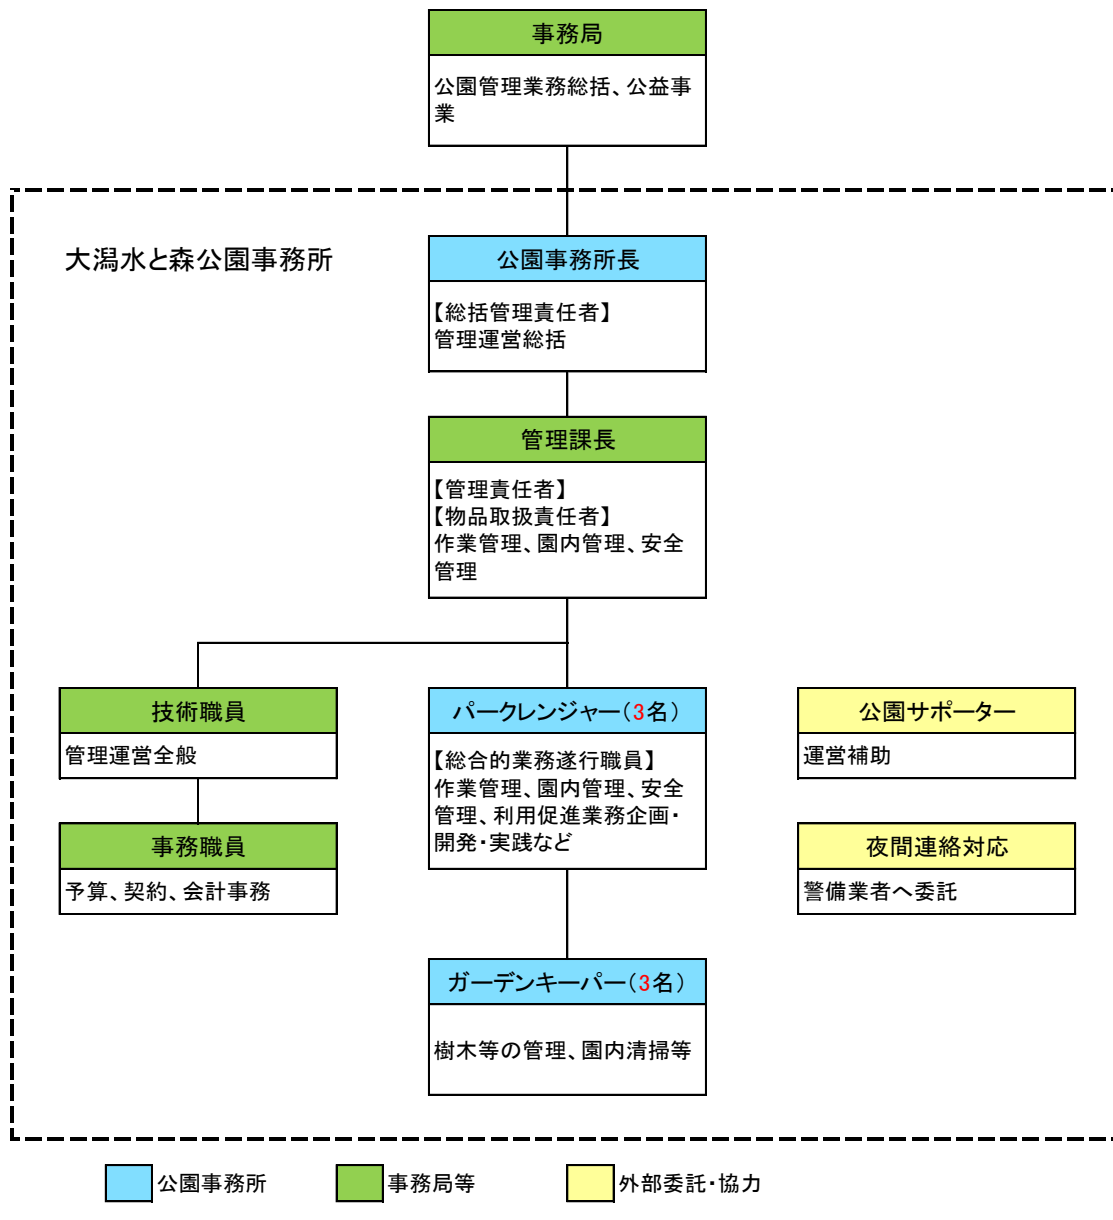 事務局
公園管理業務総括、公益事
業
大潟水と森公園事務所
公園事務所長
【総括管理責任者】
管理運営総括
管理課長
【管理責任者】
【物品取扱責任者】
作業管理、園内管理、安全
管理
技術職員
管理運営全般
パークレンジャー(3名)
【総合的業務遂行職員】
作業管理、園内管理、安全
管理、利用促進業務企画・
開発・実践など
公園サポーター
運営補助
事務職員
予算、契約、会計事務
夜間連絡対応
警備業者へ委託
ガーデンキーパー(3名)
樹木等の管理、園内清掃等
公園事務所
事務局等
外部委託・協力